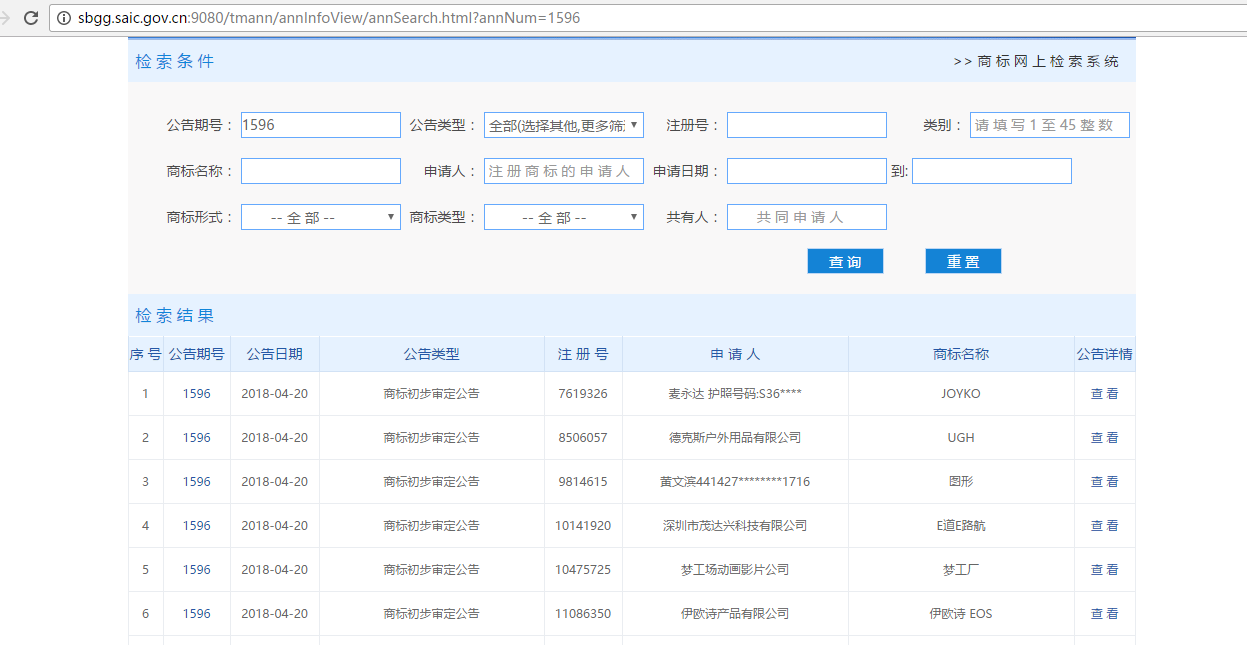 sbgg.saic.gov.cn:9080/tmann/annInfoView/annSearch.html?annNum=1596
检索条件 >>商标网上检索系统
公告期号： 1596 公告类型： 全部(选择其他,更多筛 注册号： 类别： 请填写1至45整数
商标名称： 申请人： 注册商标的申请人 申请日期： 到:
商标形式： --全部-- 商标类型： --全部-- 共有人： 共同申请人
查询 重置
检索结果
序号 公告期号 公告日期 公告类型 注册号 申请人 商标名称 公告详情
1 1596 2018-04-20 商标初步审定公告 7619326 麦永达 护照号码:S36**** JOYKO 查看
2 1596 2018-04-20 商标初步审定公告 8506057 德克斯户外用品有限公司 UGH 查看
3 1596 2018-04-20 商标初步审定公告 9814615 董文滨441427********1716 图形 查看
4 1596 2018-04-20 商标初步审定公告 10141920 深圳市茂达兴科技有限公司 E道E路航 查看
5 1596 2018-04-20 商标初步审定公告 10475725 梦工场动画影片公司 梦工厂 查看
6 1596 2018-04-20 商标初步审定公告 11086350 伊欧诗产品有限公司 伊欧诗 EOS 查看